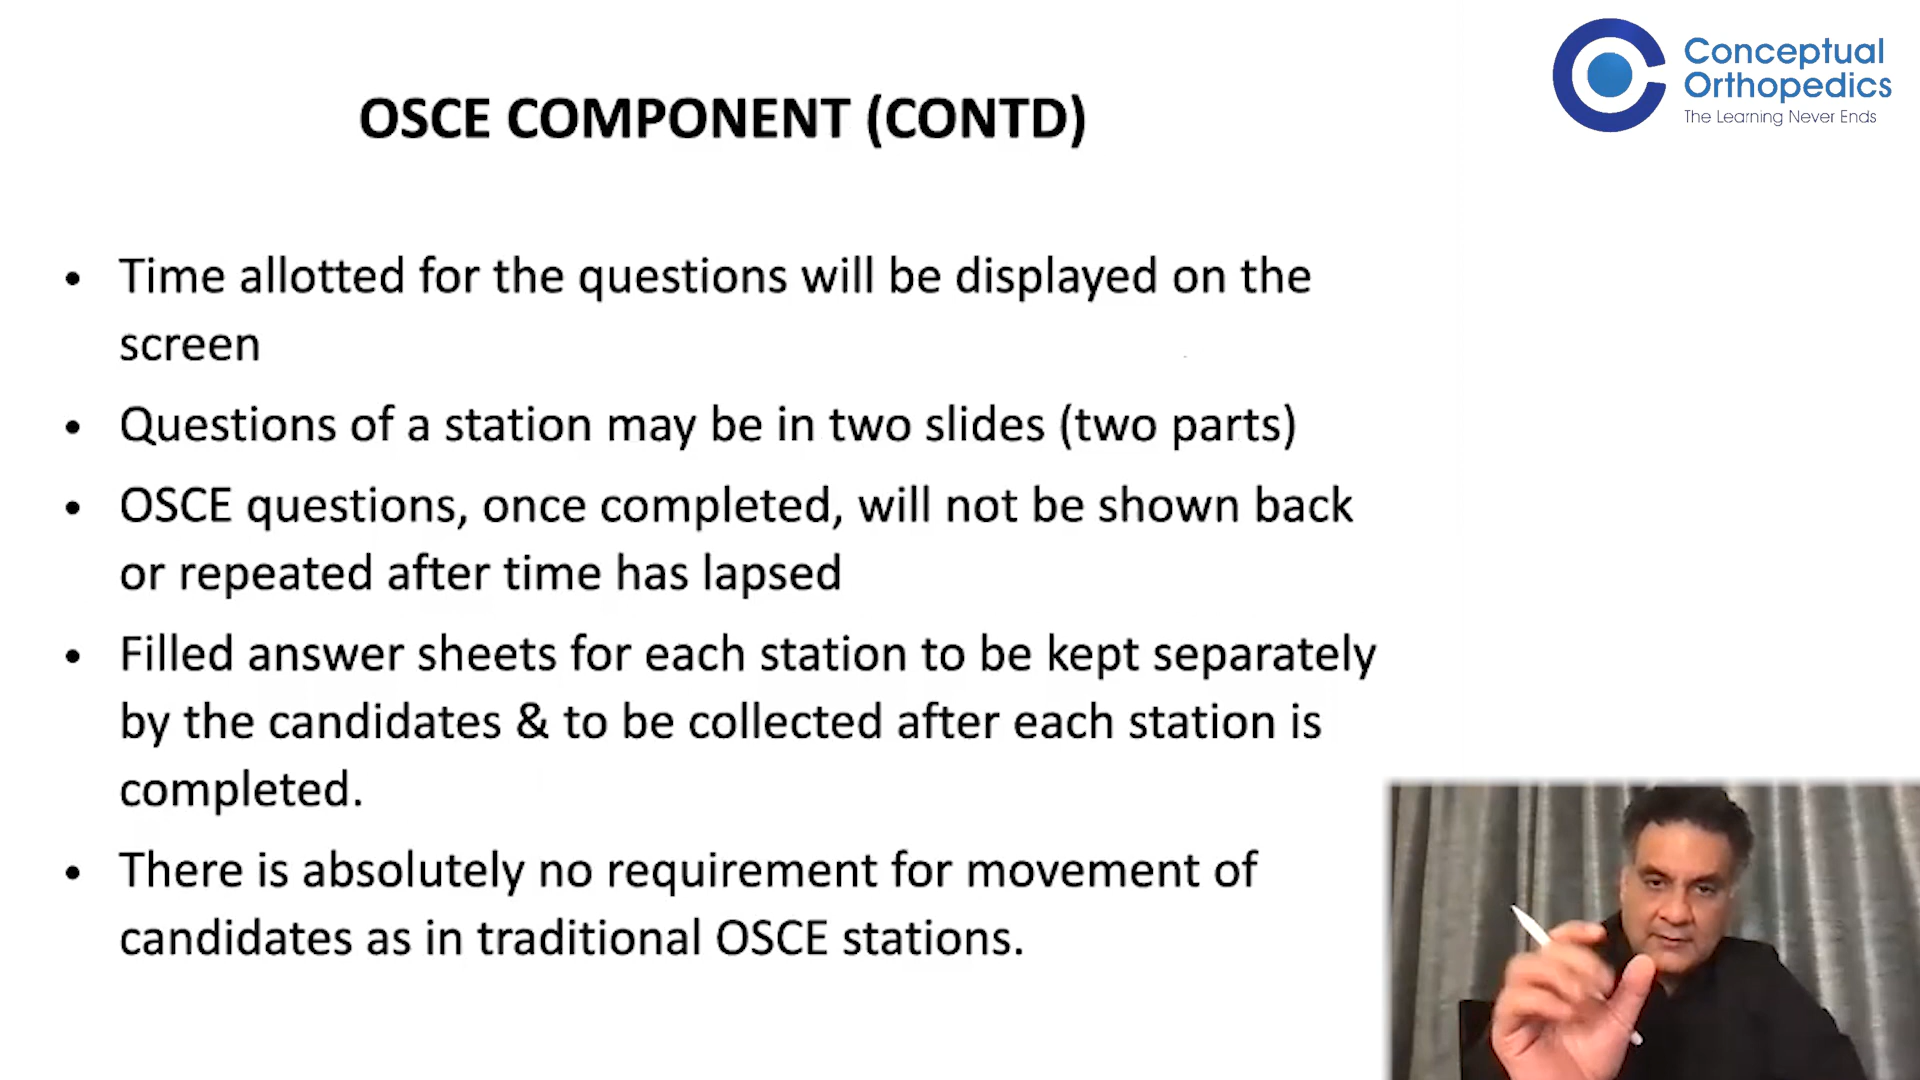 Conceptual
Orthopedics
The Learning Never Ends
OSCE COMPONENT (CONTD)
• Time allotted for the questions will be displayed on the
screen
• Questions of a station may be in two slides (two parts)
• OSCE questions, once completed, will not be shown back
or repeated after time has lapsed
• Filled answer sheets for each station to be kept separately
by the candidates & to be collected after each station is
completed.
• There is absolutely no requirement for movement of
candidates as in traditional OSCE stations.